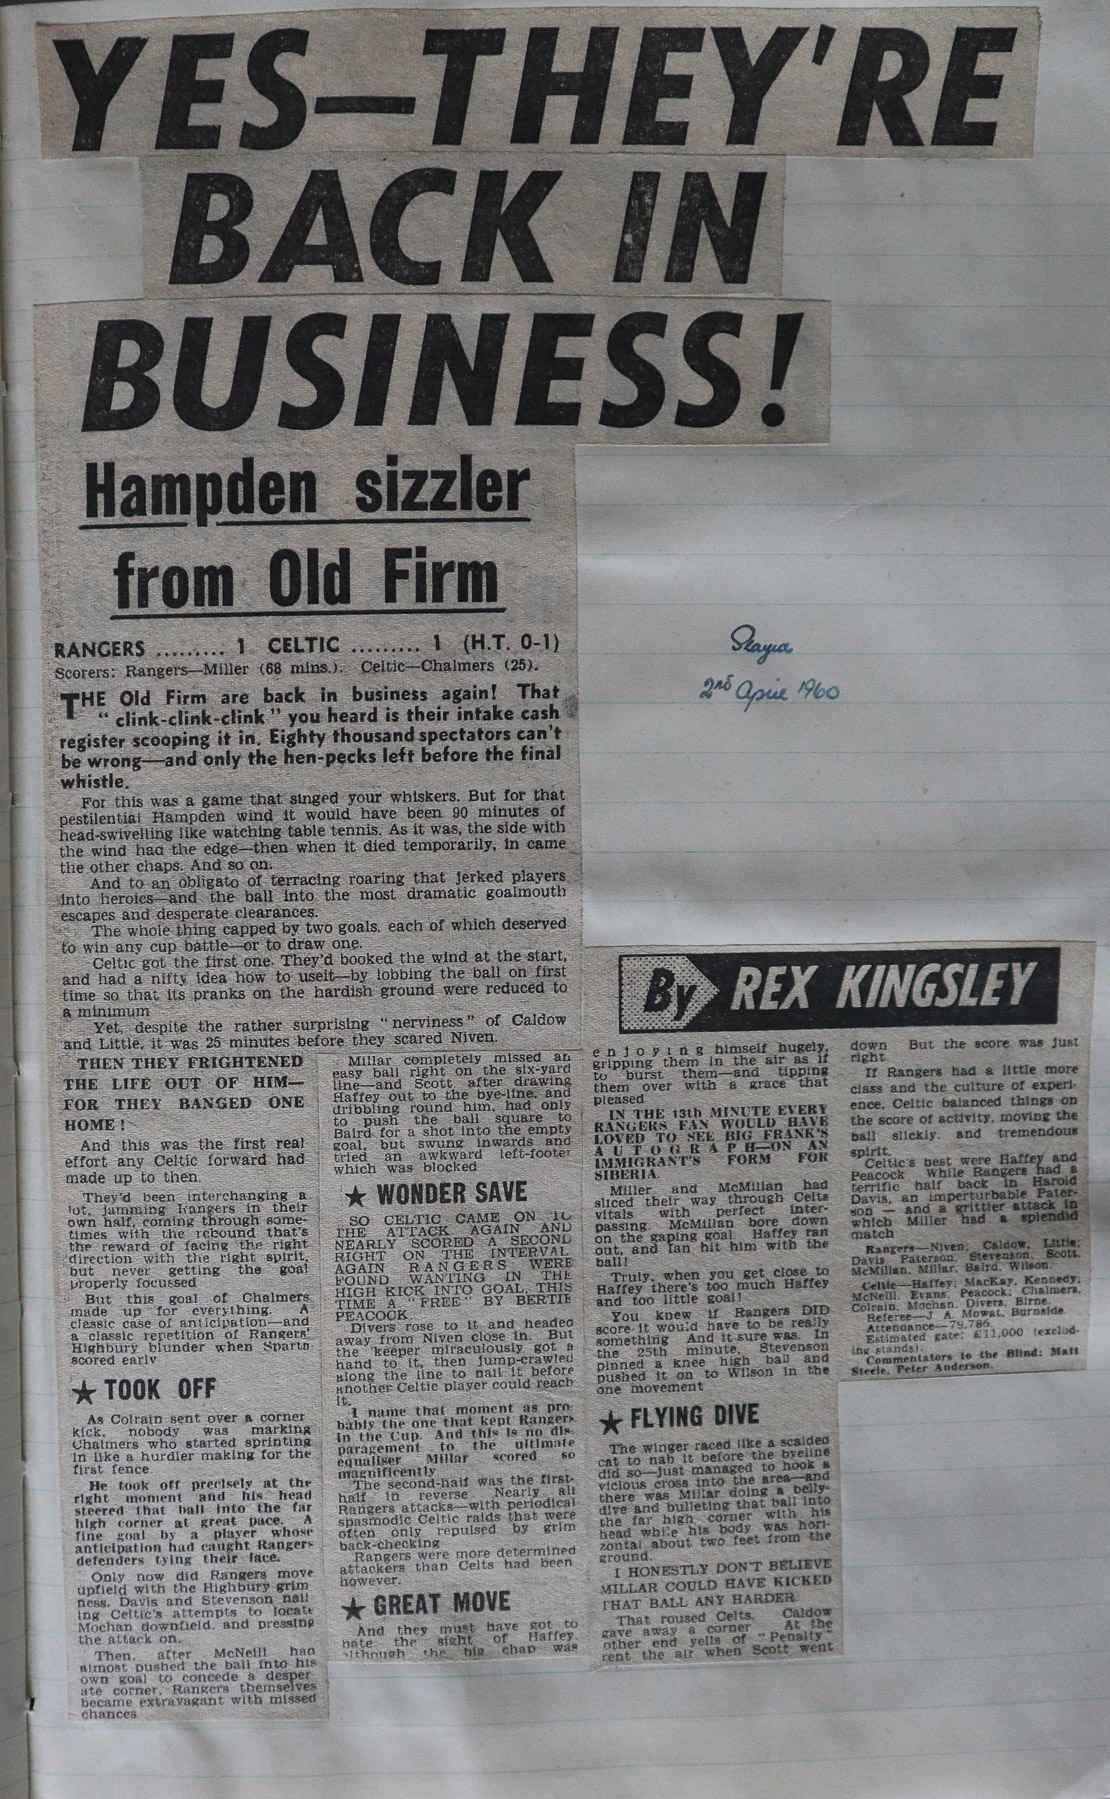 YES—THEY'RE
BACK IN
BUSINESS!
Hampden sizzler
from Old Firm
RANGERS ......... 1 CELTIC ......... 1 (H.T. 0-1)
Scorers: Rangers—Miller (68 mins.). Celtic—Chalmers (25).
THE Old Firm are back in business again! That
"clink-clink-clink" you heard is their intake cash
register scooping it in. Eighty thousand spectators can't
be wrong—and only the hen-pecks left before the final
whistle.
For this was a game that singed your whiskers. But for that
pestilential Hampden wind it would have been 90 minutes of
head-swivelling like watching table tennis. As it was, the side with
the wind had the edge—then when it died temporarily, in came
the other chaps. And so on.
And to an obligato of terracing roaring that jerked players
into heroics—and the ball into the most dramatic goalmouth
escapes and desperate clearances.
The whole thing capped by two goals, each of which deserved
to win any cup battle—or to draw one.
Celtic got the first one. They'd booked the wind at the start,
and had a nifty idea how to useit—by lobbing the ball on first
time so that its pranks on the hardish ground were reduced to
a minimum
Yet, despite the rather surprising "nerviness" of Caldow
and Little, it was 25 minutes before they scared Niven.
THEN THEY FRIGHTENED
THE LIFE OUT OF HIM—
FOR THEY BANGED ONE
HOME!
And this was the first real
effort any Celtic forward had
made up to then.
They'd been interchanging a
lot, jamming Rangers in their
own half, coming through some-
times with the rebound that's
the reward of facing the right
direction with the right spirit,
but never getting the goal
properly focussed
But this goal of Chalmers
made up for everything. A
classic case of anticipation—and
a classic repetition of Rangers'
Highbury blunder when Sparta
scored early
★ TOOK OFF
As Colrain sent over a corner
kick, nobody was marking
Chalmers who started sprinting
in like a hurdler making for the
first fence.
He took off precisely at the
right moment and his head
steered that ball into the far
high corner at great pace. A
fine goal by a player whose
anticipation had caught Rangers
defenders tying their lace.
Only now did Rangers move
upfield with the Highbury grim
ness. Davis and Stevenson nail-
ing Celtic's attempts to locate
Mochan downfield, and pressing
the attack on.
Then, after McNeill had
almost pushed the ball into his
own goal to concede a desper-
ate corner, Rangers themselves
became extravagant with missed
chances
Millar completely missed an
easy ball right on the six-yard
line—and Scott after drawing
Haffey out to the bye-line, and
dribbling round him, had only
to push the ball square to
Baird for a shot into the empty
goal, but swung inwards and
tried an awkward left-footer
which was blocked
★ WONDER SAVE
SO CELTIC CAME ON TO
THE ATTACK AGAIN AND
NEARLY SCORED A SECOND
RIGHT ON THE INTERVAL
AGAIN RANGERS WERE
FOUND WANTING IN THE
HIGH KICK INTO GOAL, THIS
TIME A "FREE" BY BERTIE
PEACOCK.
Divers rose to it and headed
away from Niven close in. But
the 'keeper miraculously got a
hand to it, then jump-crawled
along the line to nail it before
another Celtic player could reach
it.
I name that moment as pro-
bably the one that kept Rangers
in the Cup. And this is no dis-
paragement to the ultimate
equaliser Millar scored so
magnificently
The second-half was the first-
half in reverse Nearly all
Rangers attacks—with periodical
spasmodic Celtic raids that were
often only repulsed by grim
back-checking
Rangers were more determined
attackers than Celts had been
however.
★ GREAT MOVE
And they must have got to
hate the sight of Haffey,
although the big chap was
By REX KINGSLEY
enjoying himself hugely,
gripping them in the air as if
to burst them—and tipping
them over with a grace that
pleased
IN THE 13th MINUTE EVERY
RANGERS FAN WOULD HAVE
LOVED TO SEE BIG FRANK'S
AUTOGRAPH—ON AN
IMMIGRANT'S FORM FOR
SIBERIA.
Miller and McMillan had
sliced their way through Celts
vitals with perfect inter-
passing. McMillan bore down
on the gaping goal. Haffey ran
out, and Ian hit him with the
ball!
Truly, when you get close to
Haffey there's too much Haffey
and too little goal!
You knew if Rangers DID
score it would have to be really
something And it sure was. In
the 25th minute, Stevenson
pinned a knee high ball and
pushed it on to Wilson in the
one movement
★ FLYING DIVE
The winger raced like a scalded
cat to nab it before the byeline
did so—just managed to hook a
vicious cross into the area—and
there was Millar doing a belly-
dive and bulleting that ball into
the far high corner with his
head while his body was hori-
zontal about two feet from the
ground.
I HONESTLY DON'T BELIEVE
MILLAR COULD HAVE KICKED
THAT BALL ANY HARDER
That roused Celts. Caldow
gave away a corner. At the
other end yells of "Penalty"
rent the air when Scott went
down But the score was just
right
If Rangers had a little more
class and the culture of experi-
ence, Celtic balanced things on
the score of activity, moving the
ball slickly, and tremendous
spirit.
Celtic's best were Haffey and
Peacock While Rangers had a
terrific half back in Harold
Davis, an imperturbable Pater-
son — and a grittier attack in
which Miller had a splendid
match
Rangers—Niven; Caldow, Little;
Davis Paterson, Stevenson, Scott,
McMillan, Millar, Baird, Wilson.
Celtic—Haffey; MacKay, Kennedy;
McNeill, Evans, Peacock; Chalmers,
Colrain, Mochan, Divers, Birne.
Referee—J A. Mowat, Burnside.
Attendance—79,786.
Estimated gate: £11,000 (exclud-
ing stands).
Commentators to the Blind: Matt
Steele, Peter Anderson.
2nd April 1960